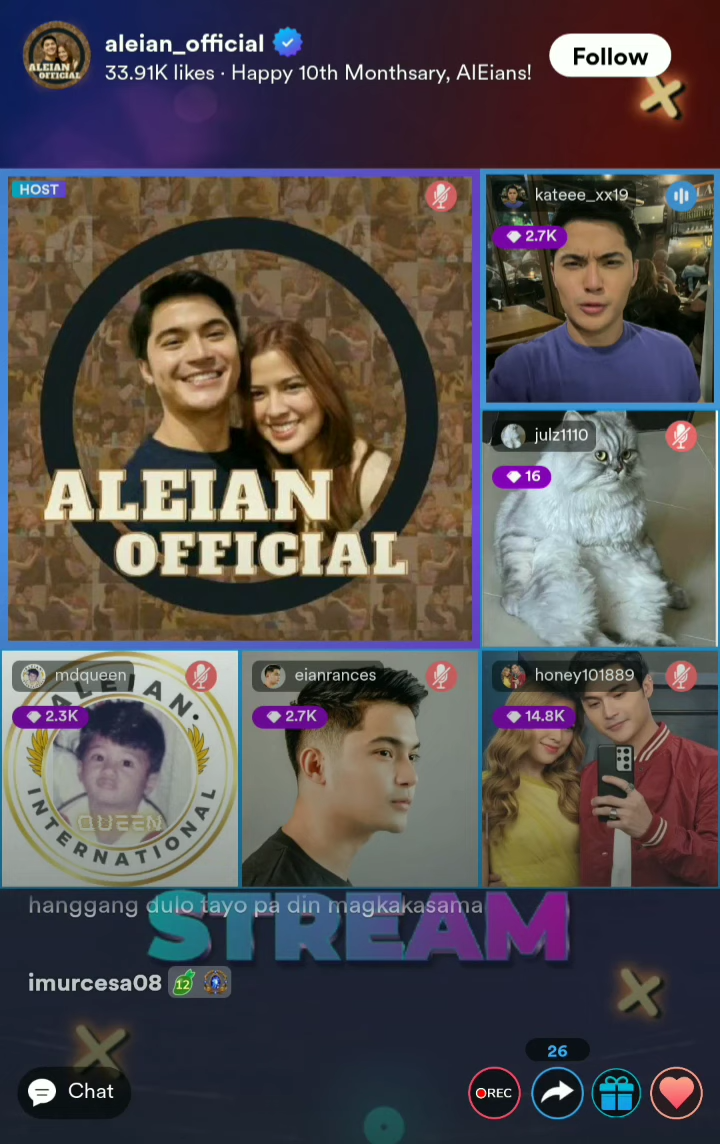 aleian_official
33.91K likes · Happy 10th Monthsary, AlEians!
Follow
ALEIAN
OFFICIAL
HOST
ALEIAN
OFFICIAL
kateee_xx19
2.7K
julz1110
16
mdqueen
2.3K
ALEIAN.
QUEEN
INTERNATIONAL
eianrances
2.7K
honey101889
14.8K
hanggang dulo tayo pa din magkakasama
STREAM
imurcesa08
12
26
Chat
REC